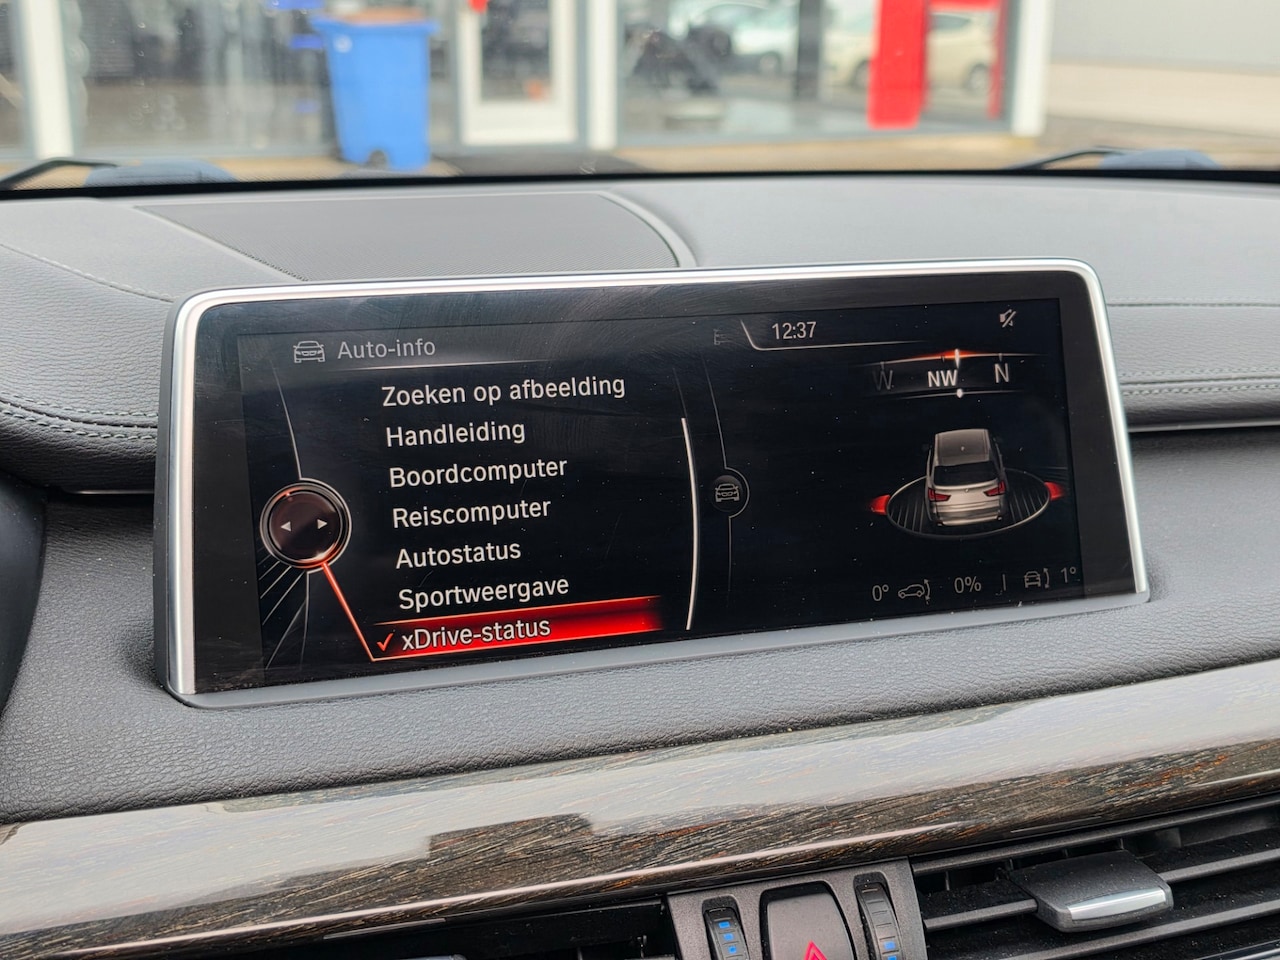 Auto-info
Zoeken op afbeelding
Handleiding
Boordcomputer
Reiscomputer
Autostatus
Sportweergave
xDrive-status
12:37
W NW N
0° 0% 1°